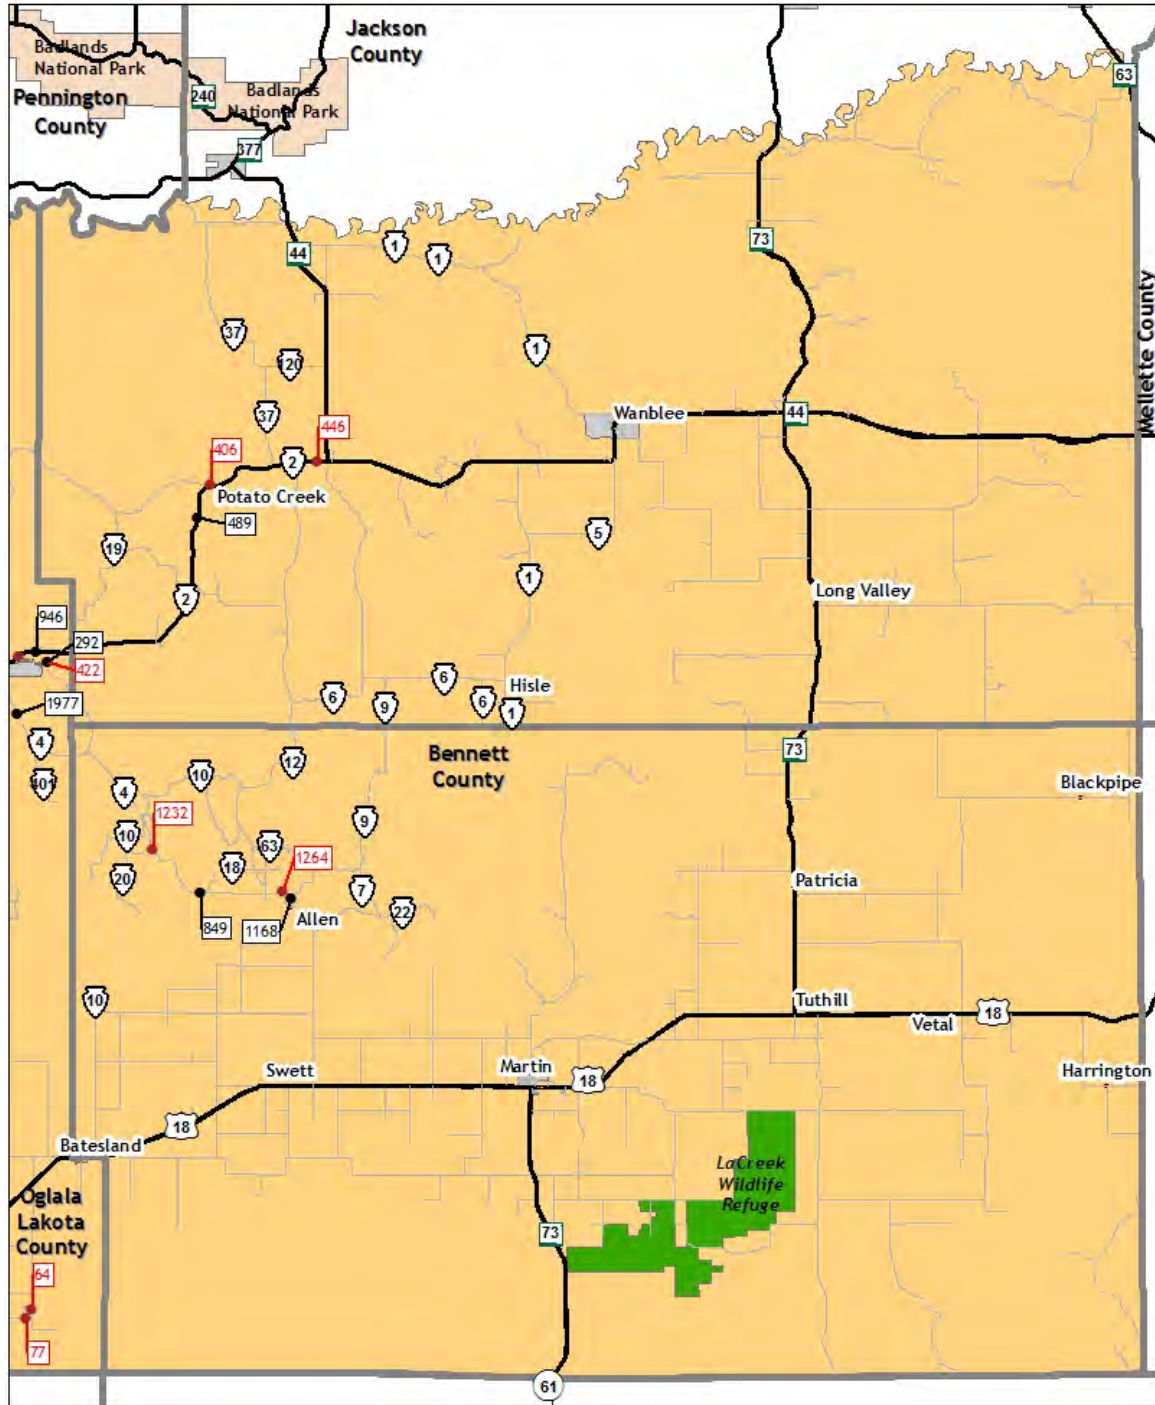 Jackson
County
Badlands
National Park
63
Pennington
County
240
Badlands
National Park
377
44
1
1
73
Mellette County
37
1
120
37
446
Wanblee
44
406
2
Potato Creek
489
5
19
1
2
Long Valley
946
292
422
6
Hisle
1977
6
9
6
1
4
Bennett
County
73
12
401
10
4
Blackpipe
1232
9
10
63
18
1264
20
Patricia
7
22
849
1168
Allen
10
Tuthill
18
Vetal
Swett
Martin
18
Harrington
18
Batesland
LaCreek
Wildlife
Refuge
Oglala
Lakota
County
73
64
77
61